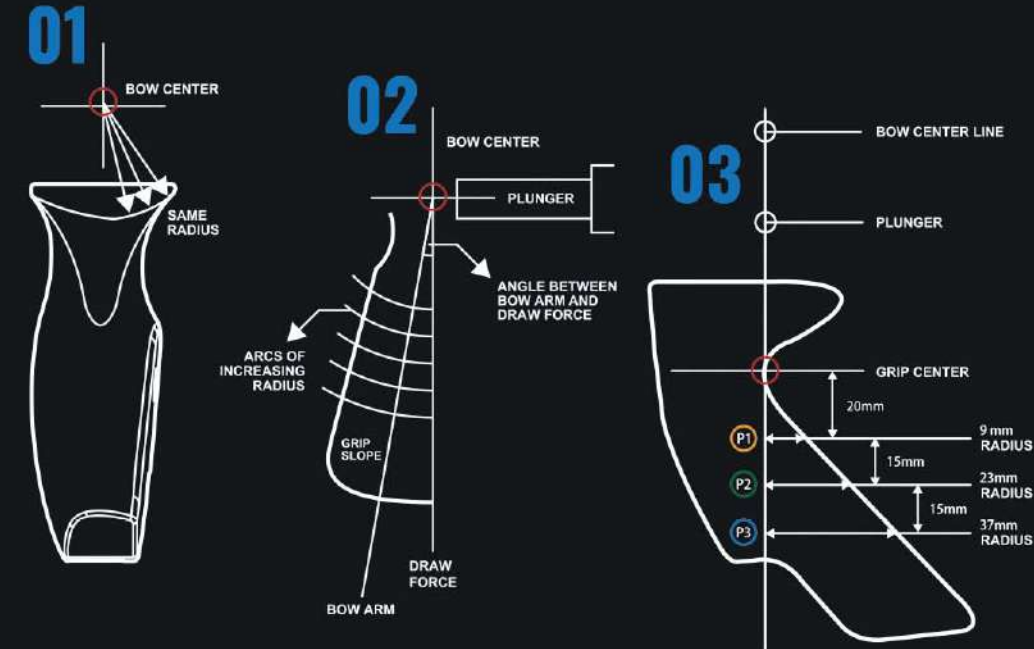 01
BOW CENTER
SAME
RADIUS
02
BOW CENTER
PLUNGER
ANGLE BETWEEN
BOW ARM AND
DRAW FORCE
ARCS OF
INCREASING
RADIUS
GRIP
SLOPE
DRAW
FORCE
BOW ARM
03
BOW CENTER LINE
PLUNGER
GRIP CENTER
20mm
P1
9 mm
RADIUS
15mm
P2
23mm
RADIUS
15mm
P3
37mm
RADIUS